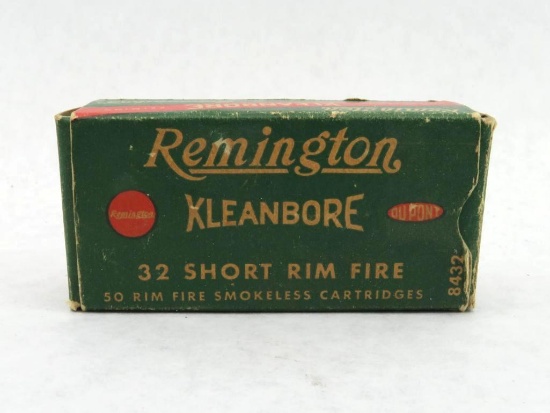 Remington
Remington
KLEANBORE
DU PONT
32 SHORT RIM FIRE
50 RIM FIRE SMOKELESS CARTRIDGES
8432